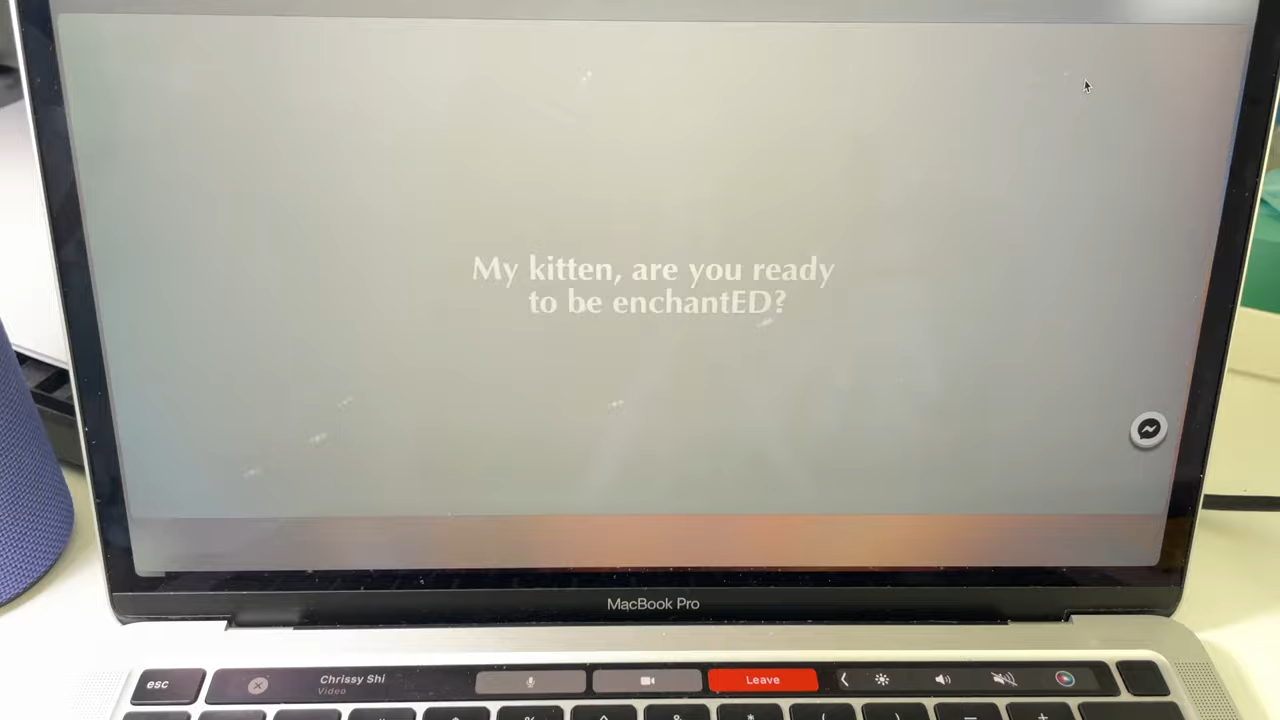 My kitten, are you ready
to be enchantED?
MacBook Pro
esc
Chrissy Shi
Video
Leave